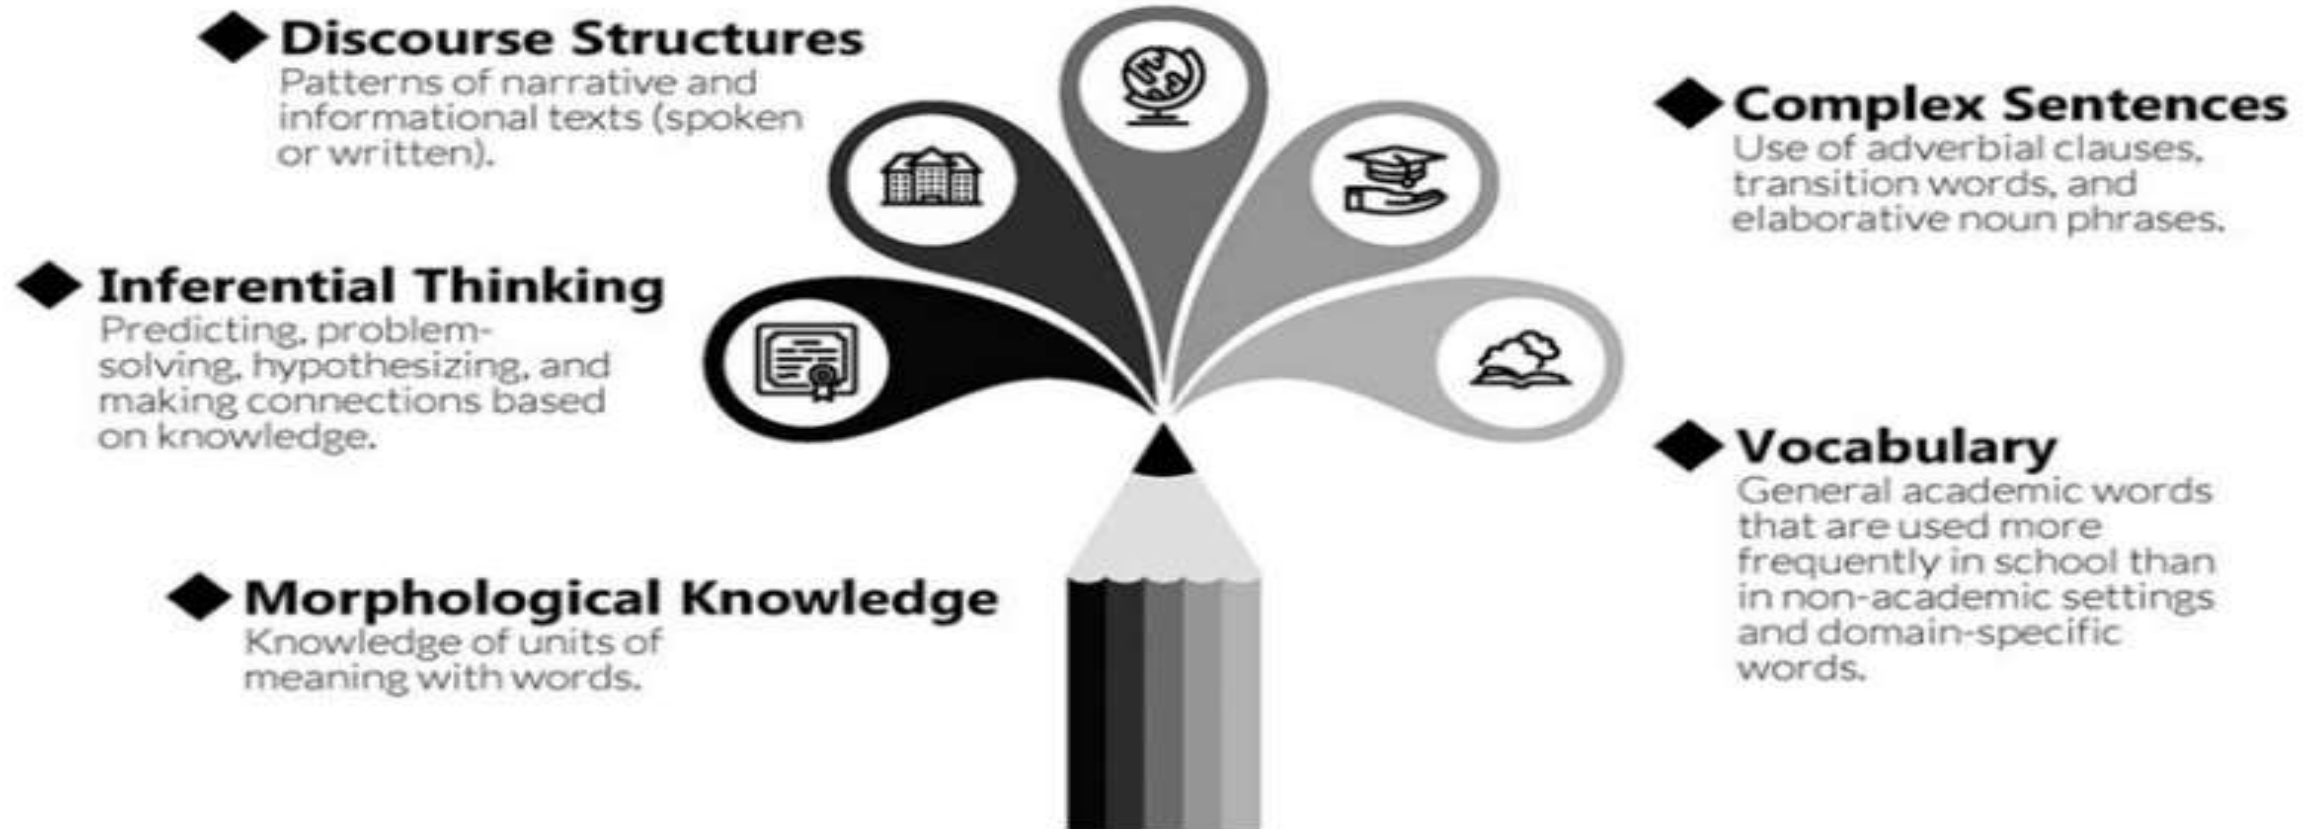 Discourse Structures
Patterns of narrative and
informational texts (spoken
or written).
Inferential Thinking
Predicting, problem-
solving, hypothesizing, and
making connections based
on knowledge.
Morphological Knowledge
Knowledge of units of
meaning with words.
Complex Sentences
Use of adverbial clauses,
transition words, and
elaborative noun phrases.
Vocabulary
General academic words
that are used more
frequently in school than
in non-academic settings
and domain-specific
words.